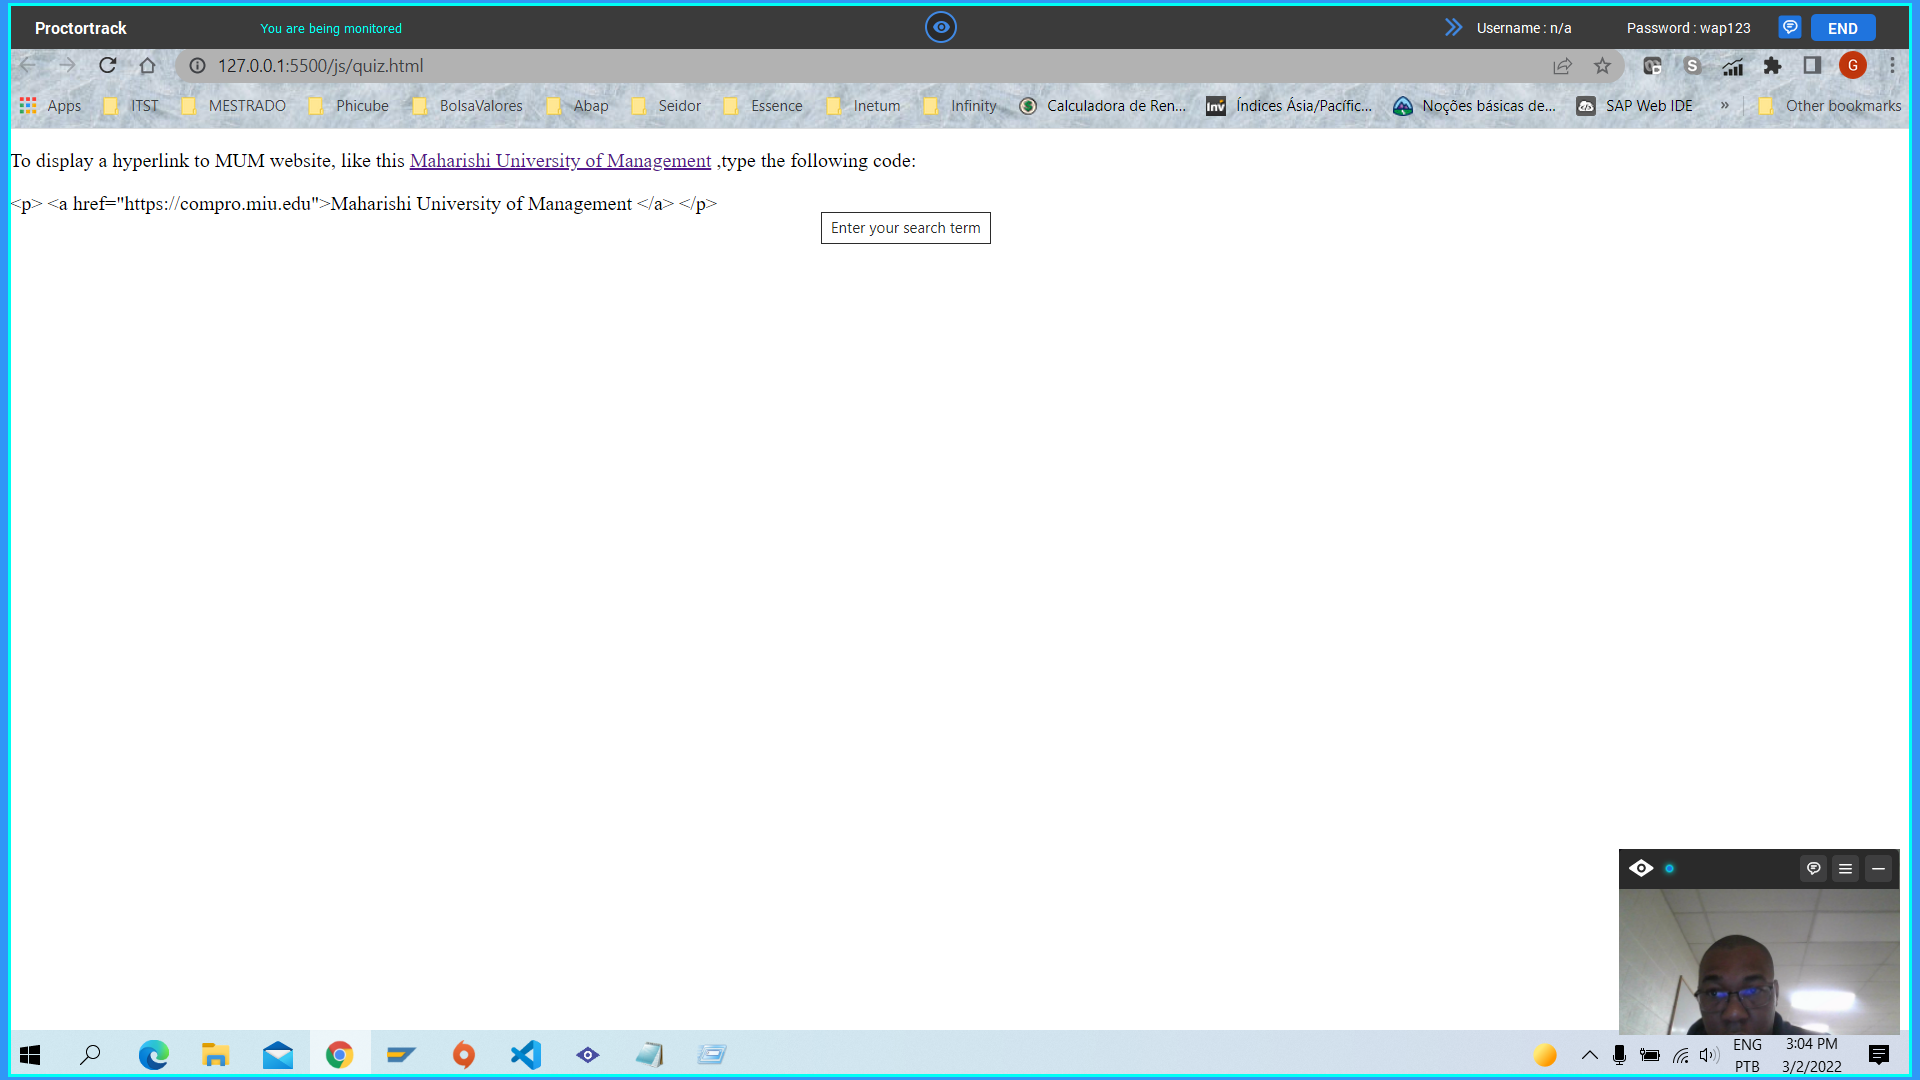 Proctortrack You are being monitored Username : n/a Password : wap123 END
127.0.0.1:5500/js/quiz.html S G
Apps ITST MESTRADO Phicube BolsaValores Abap Seidor Essence Inetum Infinity Calculadora de Ren... Inv Índices Ásia/Pacífic... Noções básicas de... SAP Web IDE » Other bookmarks
To display a hyperlink to MUM website, like this Maharishi University of Management ,type the following code:
<p> <a href="https://compro.miu.edu">Maharishi University of Management </a> </p>
Enter your search term
ENG 3:04 PM
PTB 3/2/2022